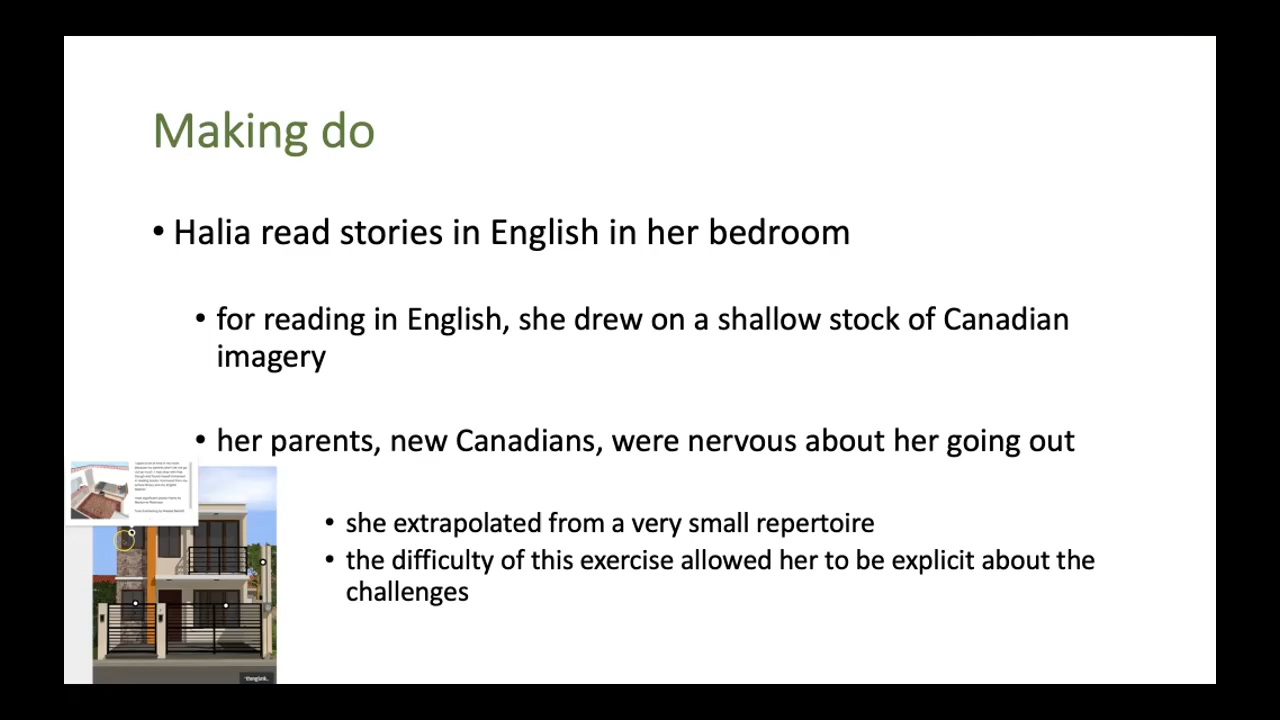 Making do
• Halia read stories in English in her bedroom
• for reading in English, she drew on a shallow stock of Canadian
imagery
• her parents, new Canadians, were nervous about her going out
• she extrapolated from a very small repertoire
• the difficulty of this exercise allowed her to be explicit about the
challenges